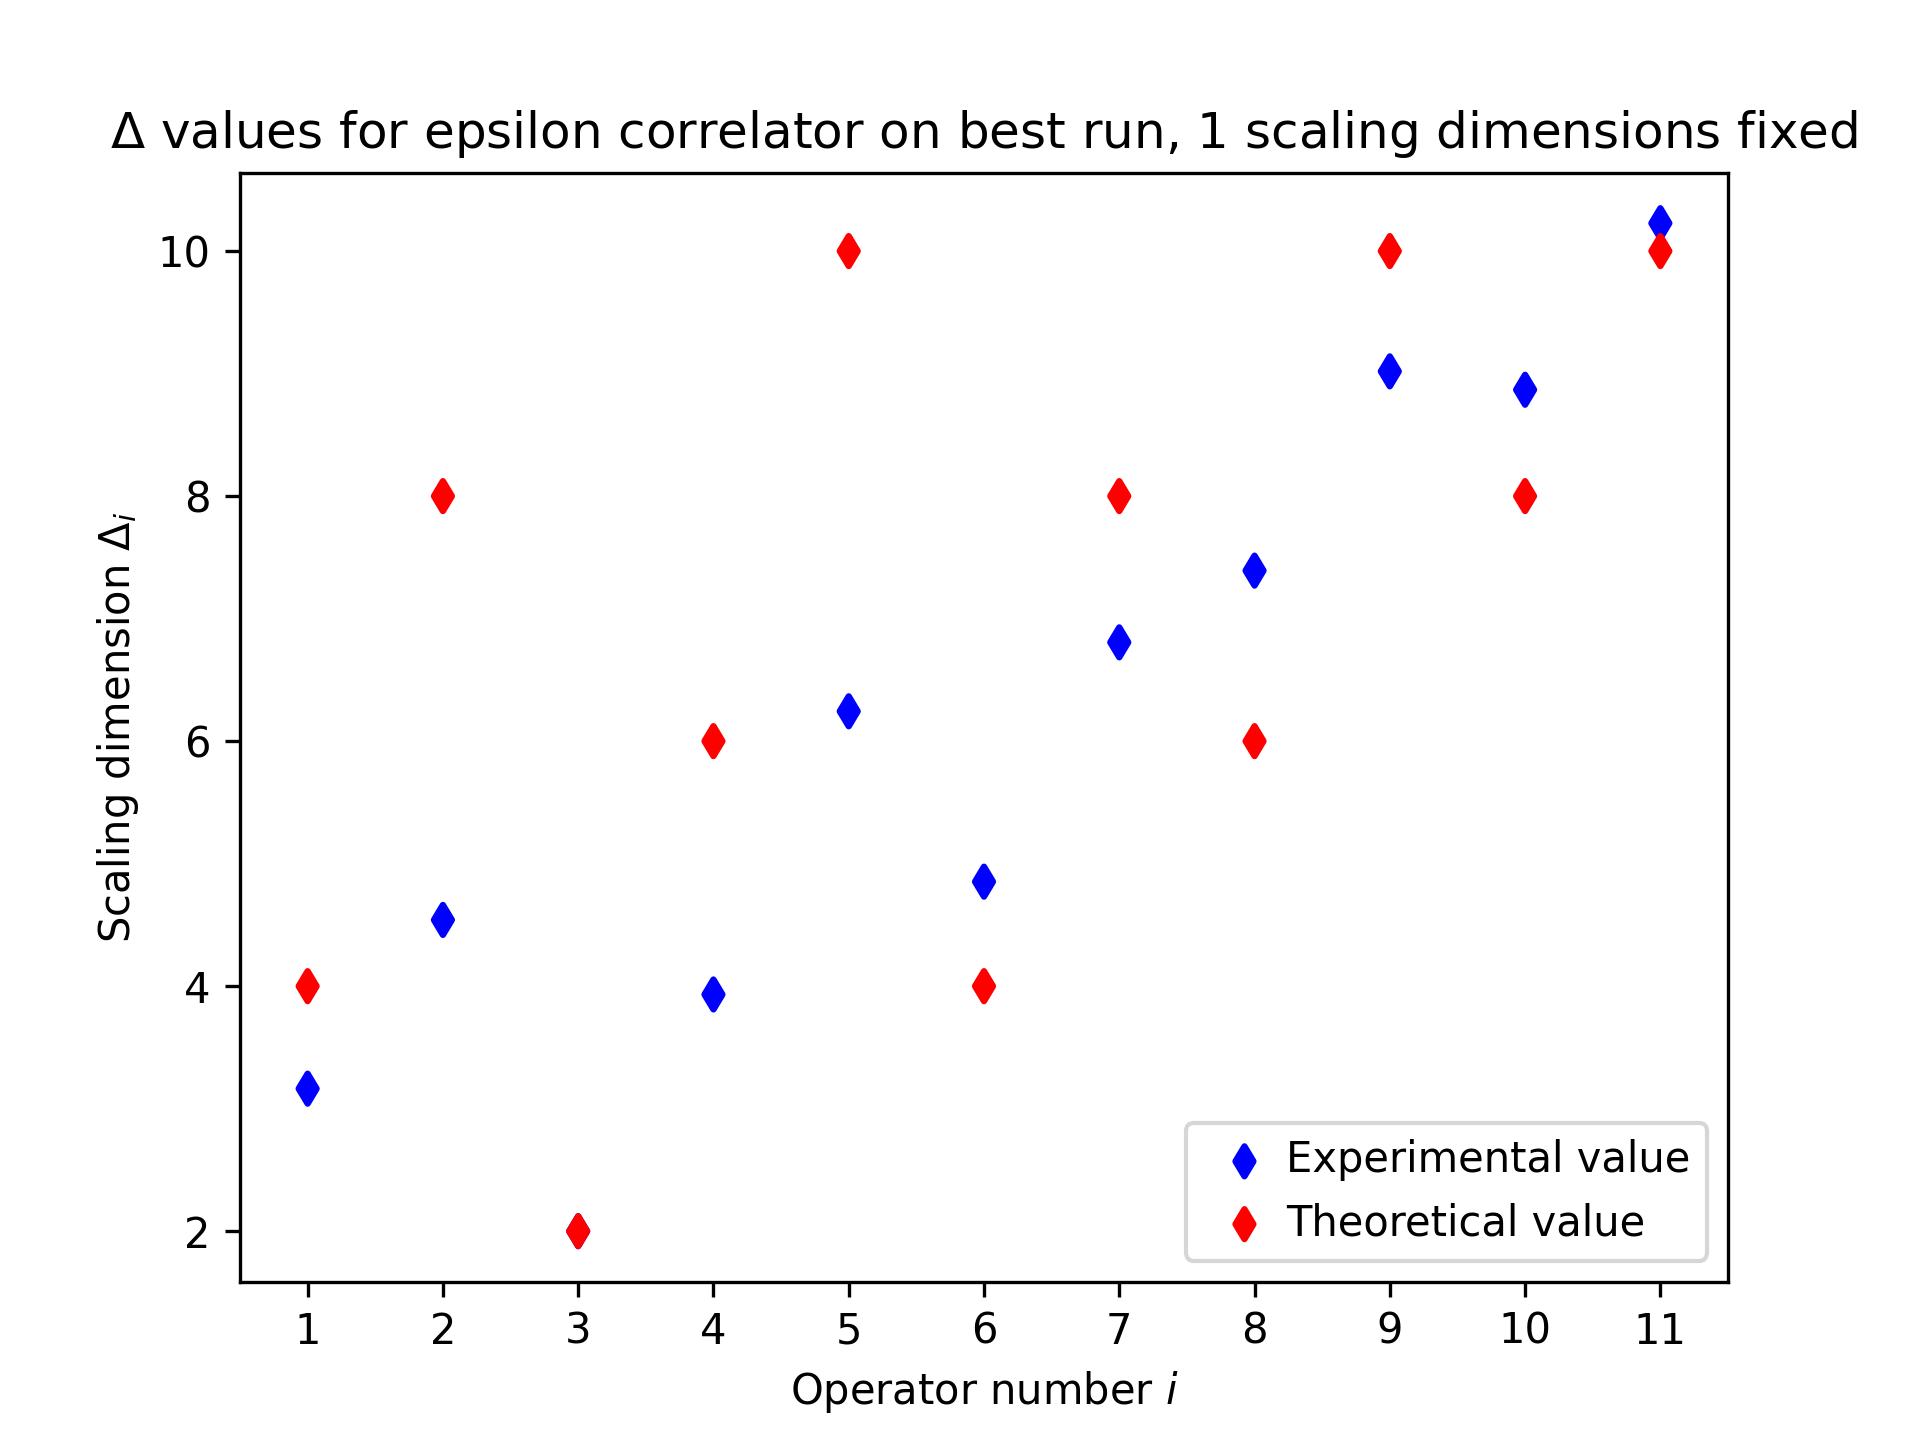 Δ values for epsilon correlator on best run, 1 scaling dimensions fixed
10
8
6
4
2
Scaling dimension Δᵢ
Experimental value
Theoretical value
1 2 3 4 5 6 7 8 9 10 11
Operator number i